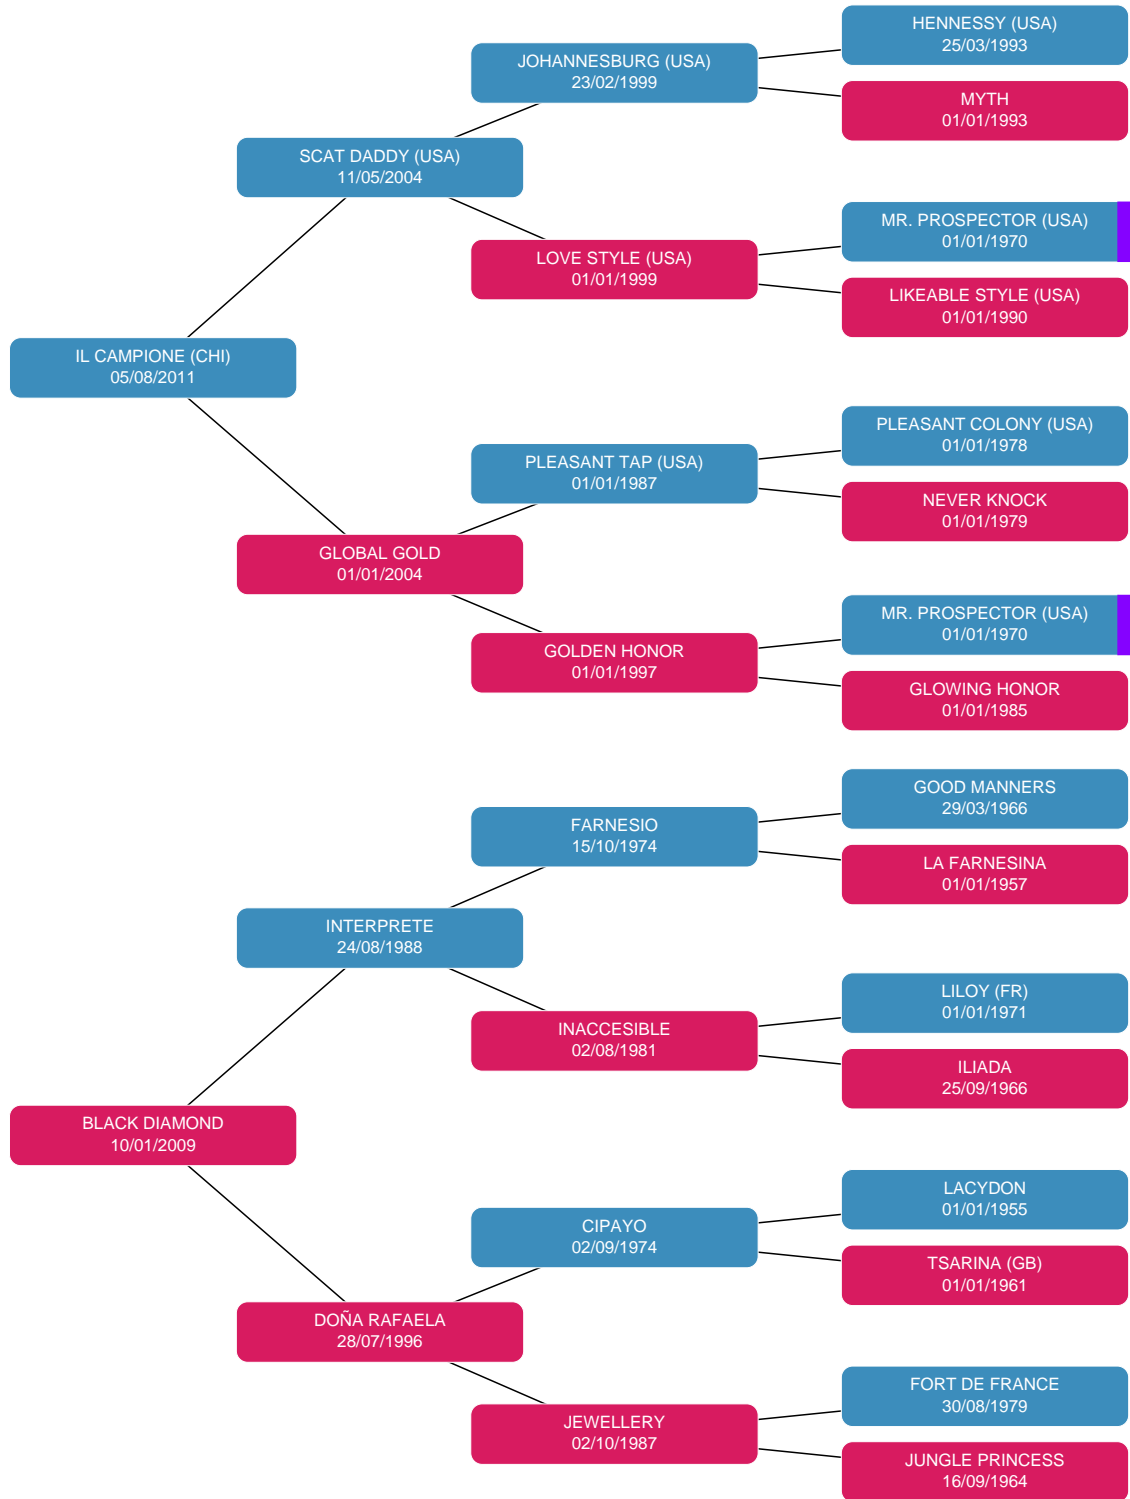 HENNESSY (USA)
25/03/1993
JOHANNESBURG (USA)
23/02/1999
MYTH
01/01/1993
SCAT DADDY (USA)
11/05/2004
MR. PROSPECTOR (USA)
01/01/1970
LOVE STYLE (USA)
01/01/1999
LIKEABLE STYLE (USA)
01/01/1990
IL CAMPIONE (CHI)
05/08/2011
PLEASANT COLONY (USA)
01/01/1978
PLEASANT TAP (USA)
01/01/1987
NEVER KNOCK
01/01/1979
GLOBAL GOLD
01/01/2004
MR. PROSPECTOR (USA)
01/01/1970
GOLDEN HONOR
01/01/1997
GLOWING HONOR
01/01/1985
GOOD MANNERS
29/03/1966
FARNESIO
15/10/1974
LA FARNESINA
01/01/1957
INTERPRETE
24/08/1988
LILOY (FR)
01/01/1971
INACCESIBLE
02/08/1981
ILIADA
25/09/1966
BLACK DIAMOND
10/01/2009
LACYDON
01/01/1955
CIPAYO
02/09/1974
TSARINA (GB)
01/01/1961
DOÑA RAFAELA
28/07/1996
FORT DE FRANCE
30/08/1979
JEWELLERY
02/10/1987
JUNGLE PRINCESS
16/09/1964